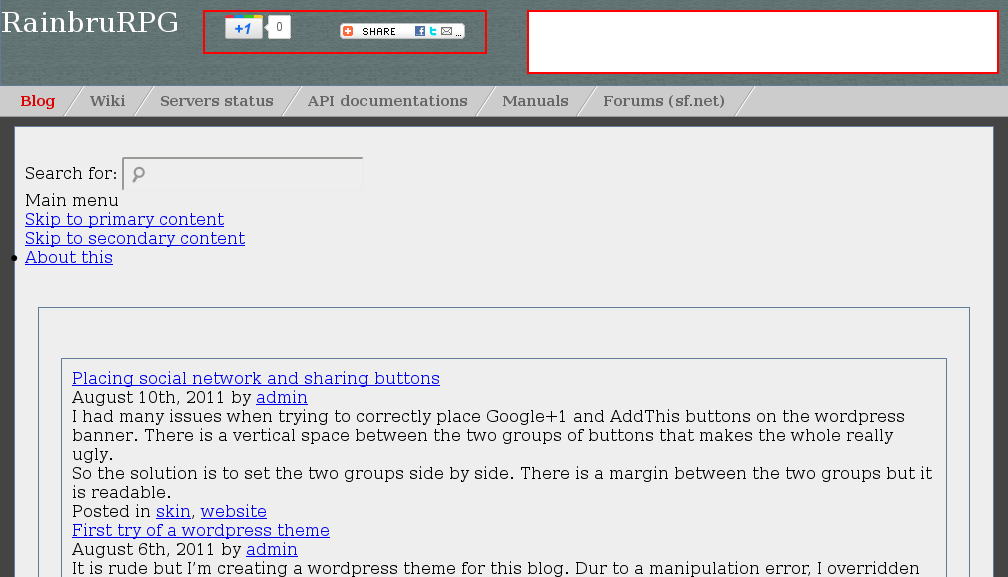 RainbruRPG
+1
0
SHARE
...
Blog
Wiki
Servers status
API documentations
Manuals
Forums (sf.net)
Search for:
Main menu
Skip to primary content
Skip to secondary content
About this
Placing social network and sharing buttons
August 10th, 2011 by admin
I had many issues when trying to correctly place Google+1 and AddThis buttons on the wordpress
banner. There is a vertical space between the two groups of buttons that makes the whole really
ugly.
So the solution is to set the two groups side by side. There is a margin between the two groups but it
is readable.
Posted in skin, website
First try of a wordpress theme
August 6th, 2011 by admin
It is rude but I'm creating a wordpress theme for this blog. Dur to a manipulation error, I overridden